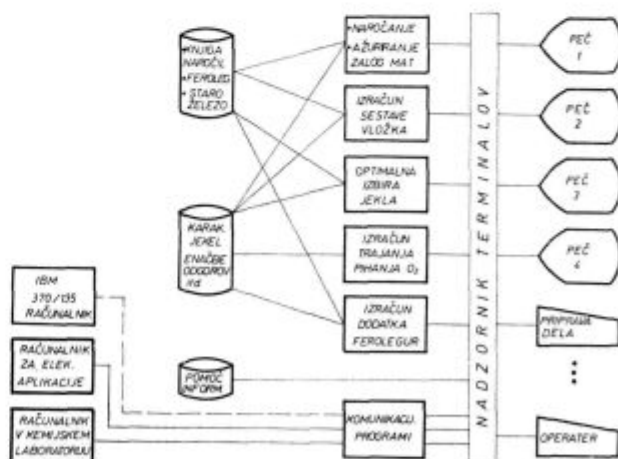 •KNJIGA
NAROČIL
•FEROLEG
•STARO
ŽELEZO
•NAROČANJE
•AŽURIRANJE
ZALOG MAT
PEČ
1
IZRAČUN
SESTAVE
VLOŽKA
PEČ
2
OPTIMALNA
IZBIRA
JEKLA
PEČ
3
KARAK.
JEKEL
ENAČBE
ODGOROV
itd
IZRAČUN
TRAJANJA
PIHANJA O₂
PEČ
4
IZRAČUN
DODATKA
FEROLEGUR
PRIPRAVA
DELA
NADZORNIK TERMINALOV
IBM
370/135
RAČUNALNIK
RAČUNALNIK
ZA ELEK.
APLIKACIJE
RAČUNALNIK
V KEMIJSKEM
LABORATORIJU
POMOČ
INFORM
KOMUNIKACIJ.
PROGRAMI
OPERATER